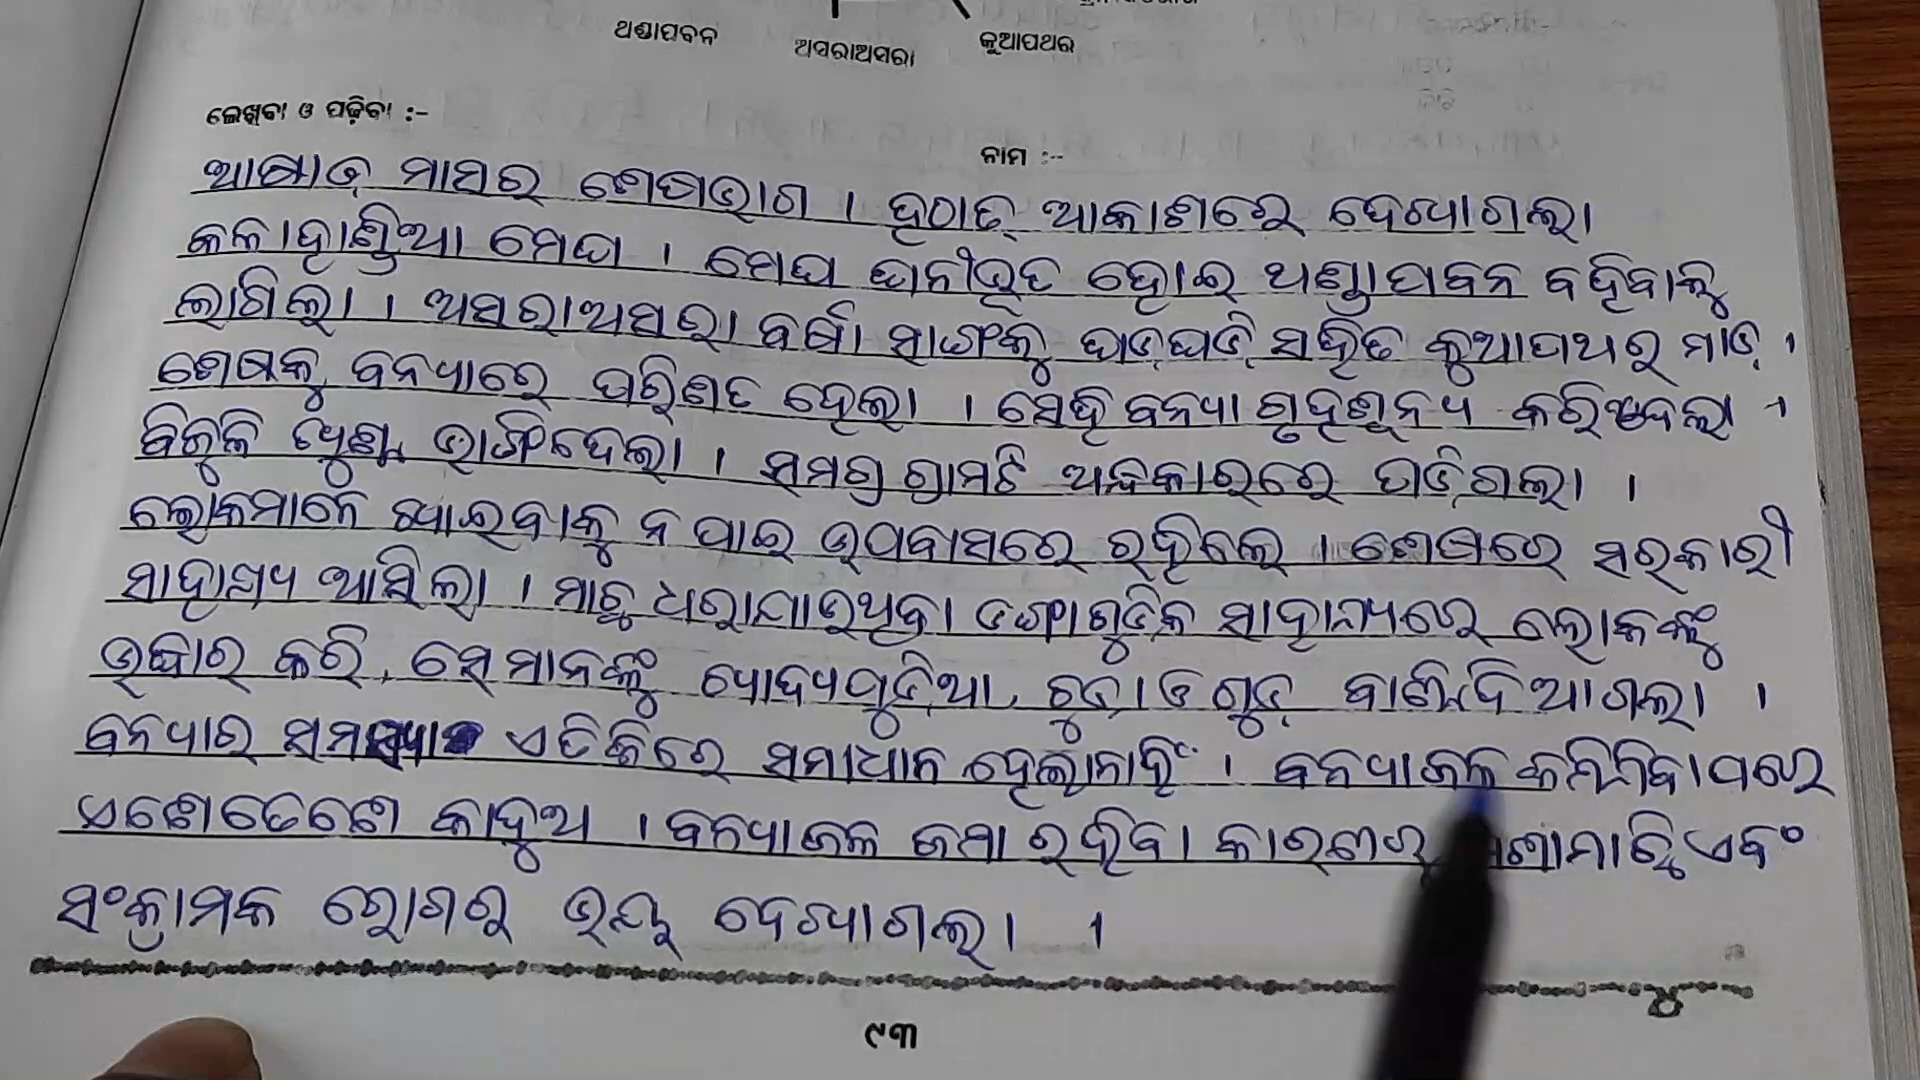 ଥଣ୍ଡାପବନ ଅସରାଅସରା କୁଆପଥର
ଲେଖିବା ଓ ପଢ଼ିବା :-
ନାମ :-
ଆଷାଢ଼ ମାସର ଶେଷଭାଗ । ହଠାତ୍ ଆକାଶରେ ଦେଖାଗଲା
କଳାହାଣ୍ଡିଆ ମେଘ । ମେଘ ଘନୀଭୂତ ହୋଇ ଥଣ୍ଡାପବନ ବହିବାକୁ
ଲାଗିଲା । ଅସରାଅସରା ବର୍ଷା ସାଙ୍ଗକୁ ଘଡ଼ଘଡ଼ି ସହିତ କୁଆପଥର ମାଡ଼ ।
ଶେଷକୁ ବନ୍ୟାରେ ପରିଣତ ହେଲା । ସେହି ବନ୍ୟା ଗୃହଶୂନ୍ୟ କରିଦେଲା ।
ବିଜୁଳି ଖୁଣ୍ଟ ଭାଙ୍ଗିଦେଲା । ସମଗ୍ର ଗ୍ରାମଟି ଅନ୍ଧକାରରେ ପଡ଼ିଗଲା ।
ଲୋକମାନେ ଖାଇବାକୁ ନ ପାଇ ଉପବାସରେ ରହିଲେ । ଶେଷରେ ସରକାରୀ
ସାହାଯ୍ୟ ଆସିଲା । ମାଛ ଧରାଯାଉଥିବା ଡଙ୍ଗାଗୁଡ଼ିକ ସାହାଯ୍ୟରେ ଲୋକଙ୍କୁ
ଉଦ୍ଧାର କରି, ସେମାନଙ୍କୁ ଖାଦ୍ୟପୁଡ଼ିଆ, ଚୁଡ଼ା ଓ ଗୁଡ଼ ବାଣ୍ଟିଦିଆଗଲା ।
ବନ୍ୟାର ସମସ୍ୟା ଏତିକିରେ ସମାଧାନ ହେଲାନାହିଁ । ବନ୍ୟାଜଳ କମିଯିବା ପରେ
ଏଣେତେଣେ କାଦୁଅ । ବନ୍ୟାଜଳ ଜମା ରହିବା କାରଣରୁ ମଶାମାଛି ଏବଂ
ସଂକ୍ରାମକ ରୋଗର ଭୟ ଦେଖାଗଲା ।
୯୩